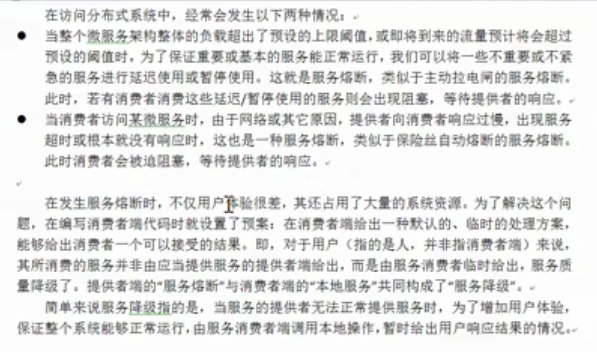 在访问分布式系统中，经常会发生以下两种情况：
● 当整个微服务架构整体的负载超出了预设的上限阈值，或即将到来的流量预计将会超过
预设的阈值时，为了保证重要或基本的服务能正常运行，我们可以将一些不重要或不紧
急的服务进行延迟使用或暂停使用。这就是服务熔断，类似于主动拉电闸的服务熔断。
此时，若有消费者消费这些延迟/暂停使用的服务则会出现阻塞，等待提供者的响应。
● 当消费者访问某微服务时，由于网络或其它原因，提供者向消费者响应过慢，出现服务
超时或根本就没有响应时，这也是一种服务熔断，类似于保险丝自动熔断的服务熔断。
此时消费者会被迫阻塞，等待提供者的响应。
在发生服务熔断时，不仅用户体验很差，其还占用了大量的系统资源。为了解决这个问
题，在编写消费者端代码时就设置了预案：在消费者端给出一种默认的、临时的处理方案，
能够给出消费者一个可以接受的结果。即，对于用户（指的是人，并非指消费者端）来说，
其所消费的服务并非由应当提供服务的提供者端给出，而是由服务消费者临时给出，服务质
量降级了。提供者端的“服务熔断”与消费者端的“本地服务”共同构成了“服务降级”。
简单来说服务降级指的是，当服务的提供者无法正常提供服务时，为了增加用户体验，
保证整个系统能够正常运行，由服务消费者端调用本地操作，暂时给出用户响应结果的情况。